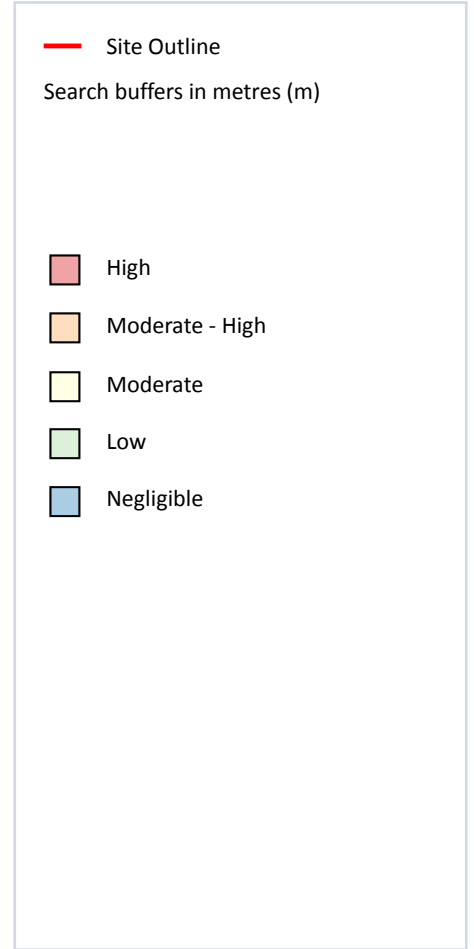 Site Outline
Search buffers in metres (m)
High
Moderate - High
Moderate
Low
Negligible